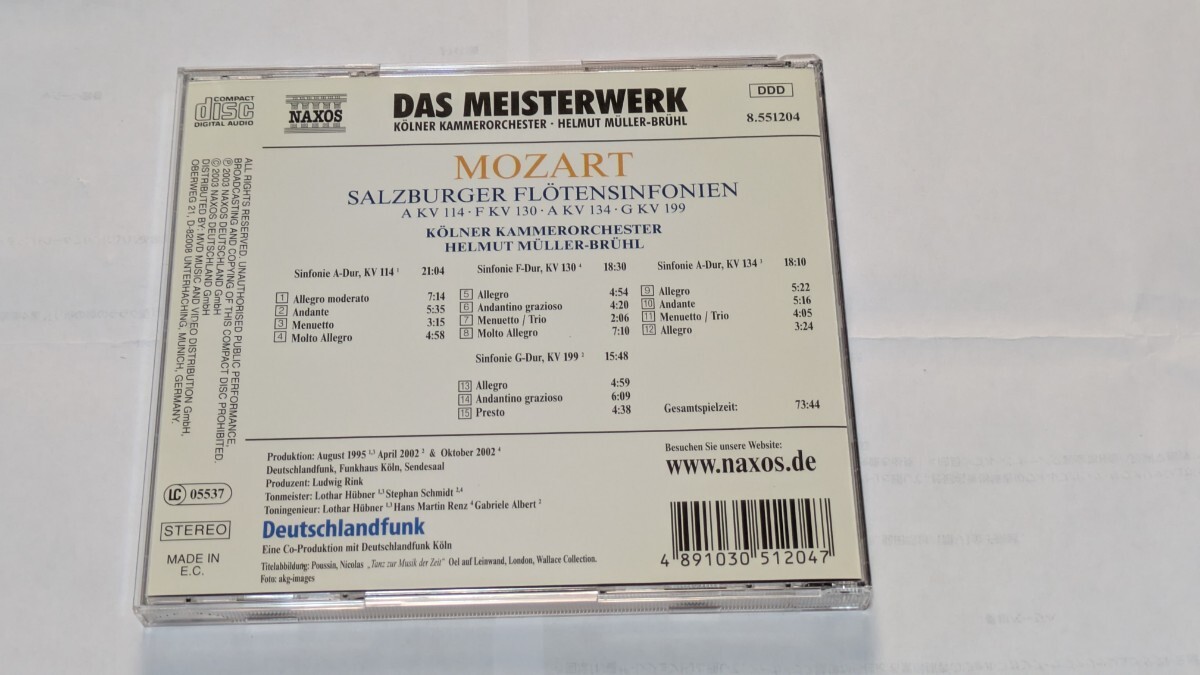 COMPACT
disc
DIGITAL AUDIO
NAXOS
DAS MEISTERWERK
KÖLNER KAMMERORCHESTER · HELMUT MÜLLER-BRÜHL
DDD
8.551204
MOZART
SALZBURGER FLÖTENSINFONIEN
A KV 114 · F KV 130 · A KV 134 · G KV 199
KÖLNER KAMMERORCHESTER
HELMUT MÜLLER-BRÜHL
Sinfonie A-Dur, KV 114 ¹ 21:04
1 Allegro moderato 7:14
2 Andante 5:35
3 Menuetto 3:15
4 Molto Allegro 4:58
Sinfonie F-Dur, KV 130 ⁴ 18:30
5 Allegro 4:54
6 Andantino grazioso 4:20
7 Menuetto / Trio 2:06
8 Molto Allegro 7:10
Sinfonie A-Dur, KV 134 ³ 18:10
9 Allegro 5:22
10 Andante 5:16
11 Menuetto / Trio 4:05
12 Allegro 3:24
Sinfonie G-Dur, KV 199 ² 15:48
13 Allegro 4:59
14 Andantino grazioso 6:09
15 Presto 4:38
Gesamtspielzeit: 73:44
Produktion: August 1995 ¹,³ April 2002 ² & Oktober 2002 ⁴
Deutschlandfunk, Funkhaus Köln, Sendesaal
Produzent: Ludwig Rink
Tonmeister: Lothar Hübner ¹,³ Stephan Schmidt ²,⁴
Toningenieur: Lothar Hübner ¹,³ Hans Martin Renz ⁴ Gabriele Albert ²
Deutschlandfunk
Eine Co-Produktion mit Deutschlandfunk Köln
Titelabbildung: Poussin, Nicolas „Tanz zur Musik der Zeit" Oel auf Leinwand, London, Wallace Collection.
Foto: akg-images
Besuchen Sie unsere Website:
www.naxos.de
4 891030 512047
ALL RIGHTS RESERVED. UNAUTHORISED PUBLIC PERFORMANCE,
BROADCASTING AND COPYING OF THIS COMPACT DISC PROHIBITED.
℗ 2003 NAXOS DEUTSCHLAND GmbH
© 2003 NAXOS DEUTSCHLAND GmbH
DISTRIBUTED BY: MVD MUSIC AND VIDEO DISTRIBUTION GmbH,
OBERWEG 21, D-82008 UNTERHACHING, MUNICH, GERMANY.
LC 05537
STEREO
MADE IN
E.C.